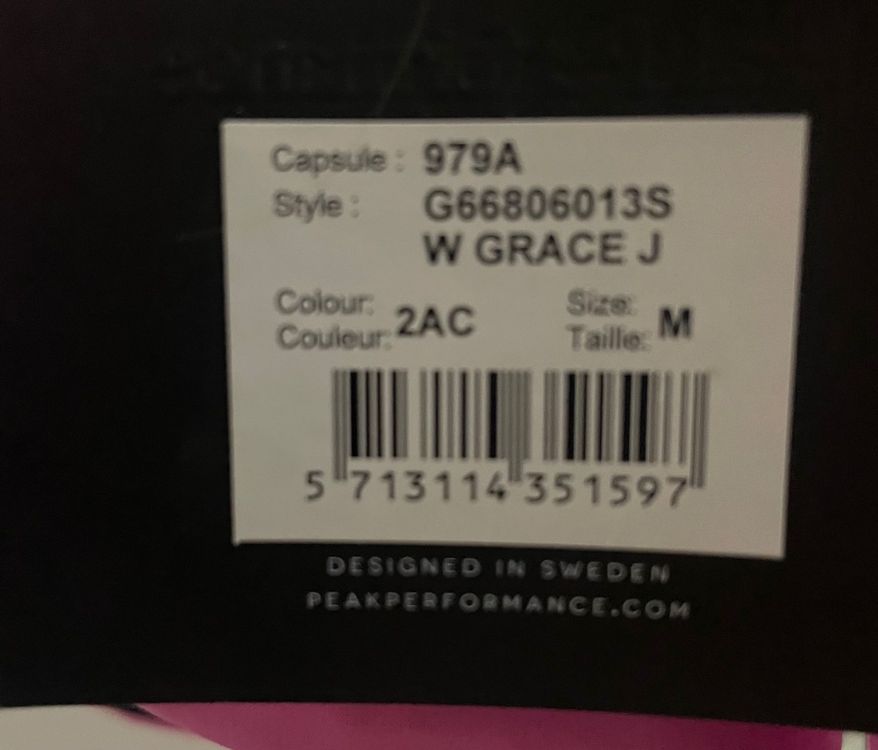 Capsule : 979A
Style : G66806013S
W GRACE J
Colour:
Couleur: 2AC
Size:
Taille: M
5 713114 351597
DESIGNED IN SWEDEN
PEAKPERFORMANCE.COM